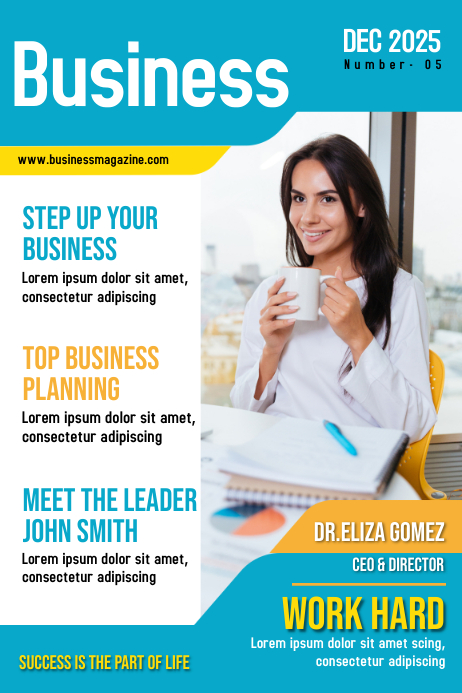 Business
DEC 2025
Number- 05
www.businessmagazine.com
STEP UP YOUR
BUSINESS
Lorem ipsum dolor sit amet,
consectetur adipiscing
TOP BUSINESS
PLANNING
Lorem ipsum dolor sit amet,
consectetur adipiscing
MEET THE LEADER
JOHN SMITH
Lorem ipsum dolor sit amet,
consectetur adipiscing
DR.ELIZA GOMEZ
CEO & DIRECTOR
WORK HARD
Lorem ipsum dolor sit amet scing,
consectetur adipiscing
SUCCESS IS THE PART OF LIFE